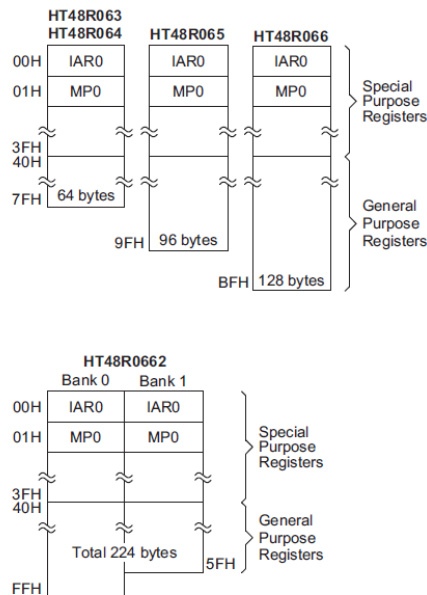 HT48R063
HT48R064
HT48R065
HT48R066
00H
IAR0
IAR0
IAR0
01H
MP0
MP0
MP0
Special
Purpose
Registers
3FH
40H
7FH
64 bytes
9FH
96 bytes
BFH
128 bytes
General
Purpose
Registers
HT48R0662
Bank 0
Bank 1
00H
IAR0
IAR0
01H
MP0
MP0
Special
Purpose
Registers
3FH
40H
Total 224 bytes
5FH
General
Purpose
Registers
FFH